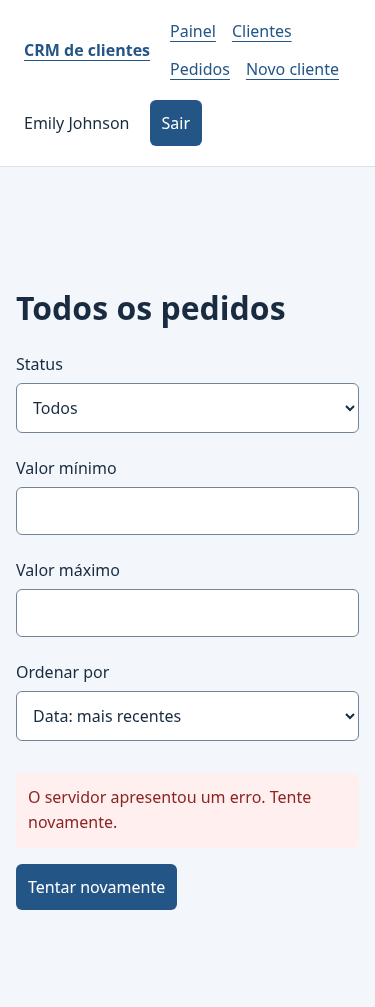 CRM de clientes
Painel Clientes
Pedidos Novo cliente
Emily Johnson Sair
Todos os pedidos
Status
Todos
Valor mínimo
Valor máximo
Ordenar por
Data: mais recentes
O servidor apresentou um erro. Tente
novamente.
Tentar novamente